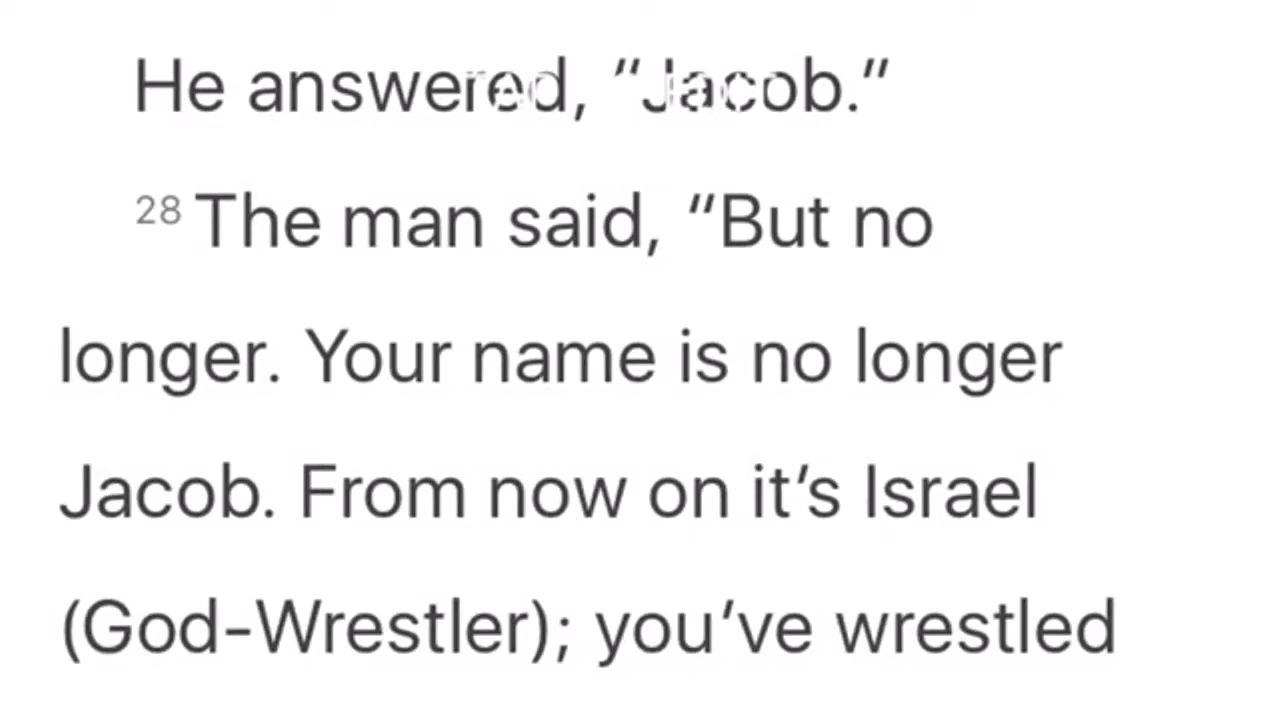 He answered, “Jacob.”
28 The man said, “But no
longer. Your name is no longer
Jacob. From now on it’s Israel
(God-Wrestler); you’ve wrestled